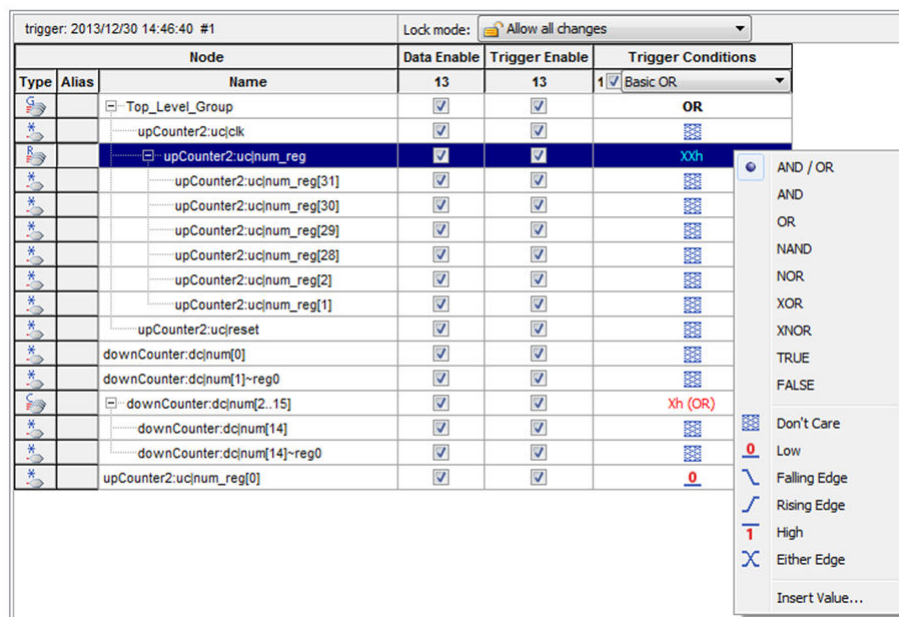 trigger: 2013/12/30 14:46:40 #1 Lock mode: Allow all changes
Node Data Enable Trigger Enable Trigger Conditions
Type Alias Name 13 13 1 Basic OR
G Top_Level_Group OR
* upCounter2:uc|clk
R upCounter2:uc|num_reg XXh
* upCounter2:uc|num_reg[31]
* upCounter2:uc|num_reg[30]
* upCounter2:uc|num_reg[29]
* upCounter2:uc|num_reg[28]
* upCounter2:uc|num_reg[2]
* upCounter2:uc|num_reg[1]
* upCounter2:uc|reset
* downCounter:dc|num[0]
* downCounter:dc|num[1]~reg0
C downCounter:dc|num[2..15] Xh (OR)
* downCounter:dc|num[14]
* downCounter:dc|num[14]~reg0
* upCounter2:uc|num_reg[0] 0
AND / OR
AND
OR
NAND
NOR
XOR
XNOR
TRUE
FALSE
Don't Care
0 Low
Falling Edge
Rising Edge
1 High
Either Edge
Insert Value...